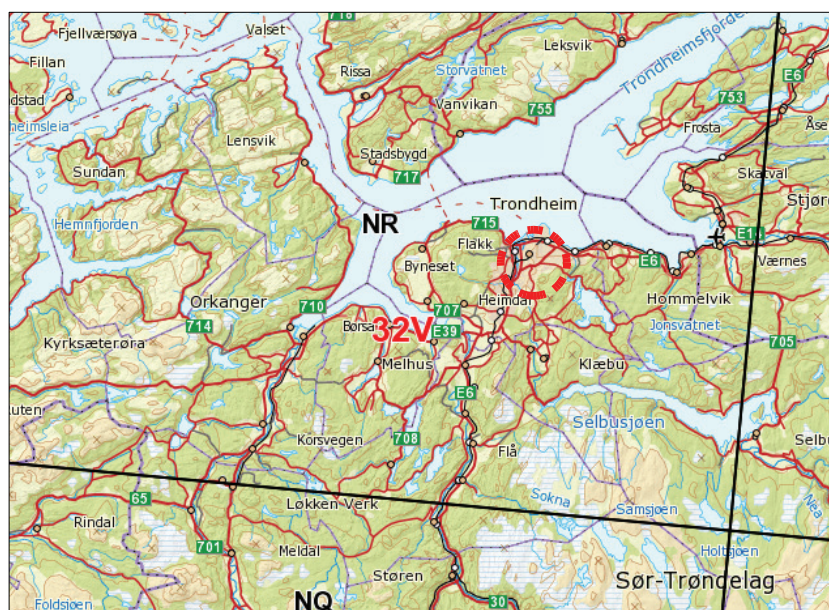 718
Fjellværsøya
Valset
Leksvik
Trondheimsfjorden
Fillan
Rissa
Storvatnet
E6
dstad
Vanvikan
755
753
heimsleia
Lensvik
Frosta
Åse
Stadsbygd
Sundan
717
Skatval
Trondheim
Stjør
Hemnfjorden
NR
715
Flakk
E14
Byneset
E6
Værnes
Orkanger
710
707
Heimdal
Hommelvik
714
Børsa
32V
E39
Jonsvatnet
Kyrksæterøra
705
Melhus
Klæbu
E6
Ruten
Selbusjøen
Korsvegen
708
Selbu
Flå
65
Løkken Verk
Sokna
Samsjøen
Nea
Rindal
701
Meldal
Holtsjøen
Støren
Sør-Trøndelag
Foldsjøen
NQ
30